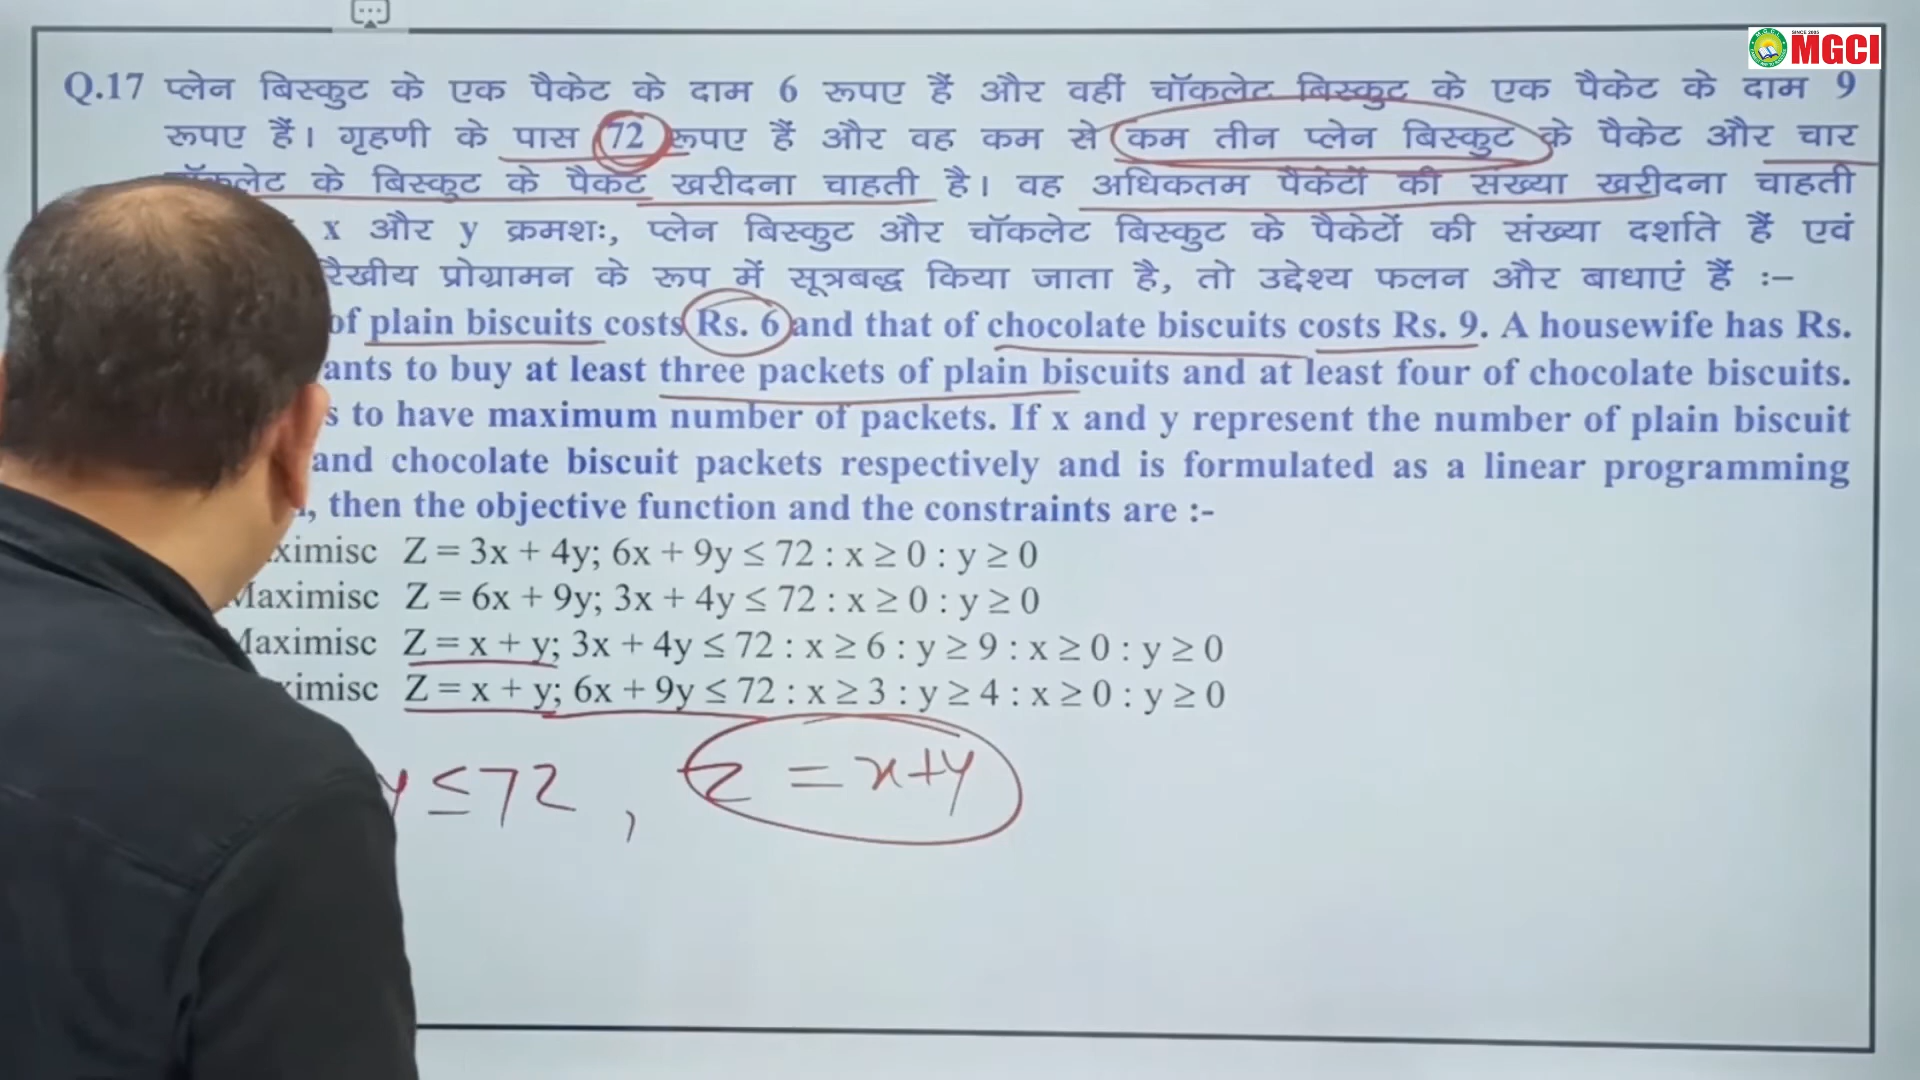 SINCE 2005
MGCI
Q.17 प्लेन बिस्कुट के एक पैकेट के दाम 6 रूपए हैं और वहीं चॉकलेट बिस्कुट के एक पैकेट के दाम 9
रूपए हैं। गृहणी के पास 72 रूपए हैं और वह कम से कम तीन प्लेन बिस्कुट के पैकेट और चार
चॉकलेट के बिस्कुट के पैकेट खरीदना चाहती है। वह अधिकतम पैकेटों की संख्या खरीदना चाहती
x और y क्रमशः, प्लेन बिस्कुट और चॉकलेट बिस्कुट के पैकेटों की संख्या दर्शाते हैं एवं
रैखीय प्रोग्रामन के रूप में सूत्रबद्ध किया जाता है, तो उद्देश्य फलन और बाधाएं हैं :–
of plain biscuits costs Rs. 6 and that of chocolate biscuits costs Rs. 9. A housewife has Rs.
ants to buy at least three packets of plain biscuits and at least four of chocolate biscuits.
s to have maximum number of packets. If x and y represent the number of plain biscuit
and chocolate biscuit packets respectively and is formulated as a linear programming
, then the objective function and the constraints are :-
ximisc Z = 3x + 4y; 6x + 9y ≤ 72 : x ≥ 0 : y ≥ 0
Maximisc Z = 6x + 9y; 3x + 4y ≤ 72 : x ≥ 0 : y ≥ 0
Maximisc Z = x + y; 3x + 4y ≤ 72 : x ≥ 6 : y ≥ 9 : x ≥ 0 : y ≥ 0
ximisc Z = x + y; 6x + 9y ≤ 72 : x ≥ 3 : y ≥ 4 : x ≥ 0 : y ≥ 0
y ≤ 72 , z = x+y